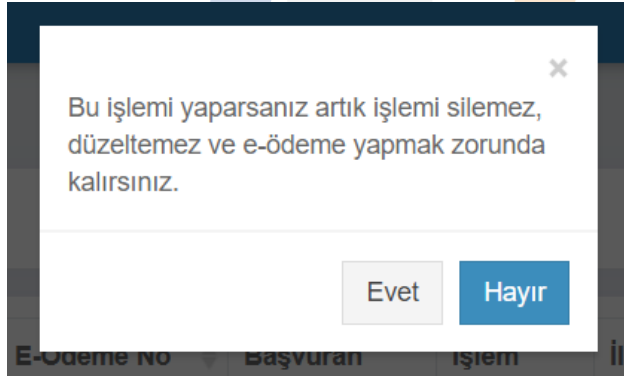 ×
Bu işlemi yaparsanız artık işlemi silemez,
düzeltemez ve e-ödeme yapmak zorunda
kalırsınız.
Evet Hayır
E-Ödeme No Başvuran İşlem İl